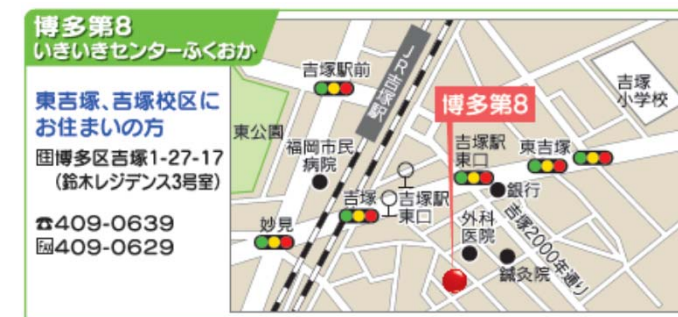 博多第8
いきいきセンターふくおか
東吉塚、吉塚校区に
お住まいの方
住博多区吉塚1-27-17
(鈴木レジデンス3号室)
☎409-0639
FAX409-0629
JR吉塚駅
吉塚駅前
東公園
福岡市民
病院
妙見
吉塚
吉塚駅
東口
博多第8
吉塚駅
東口
東吉塚
吉塚
小学校
銀行
外科
医院
鍼灸院
吉塚2000年通り